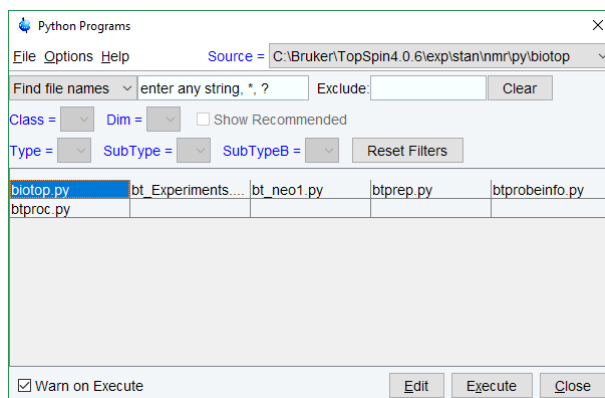 Python Programs
File Options Help Source = C:\Bruker\TopSpin4.0.6\exp\stan\nmr\py\biotop
Find file names enter any string, *, ? Exclude: Clear
Class = Dim = Show Recommended
Type = SubType = SubTypeB = Reset Filters
biotop.py bt_Experiments.... bt_neo1.py btprep.py btprobeinfo.py
btproc.py
Warn on Execute Edit Execute Close